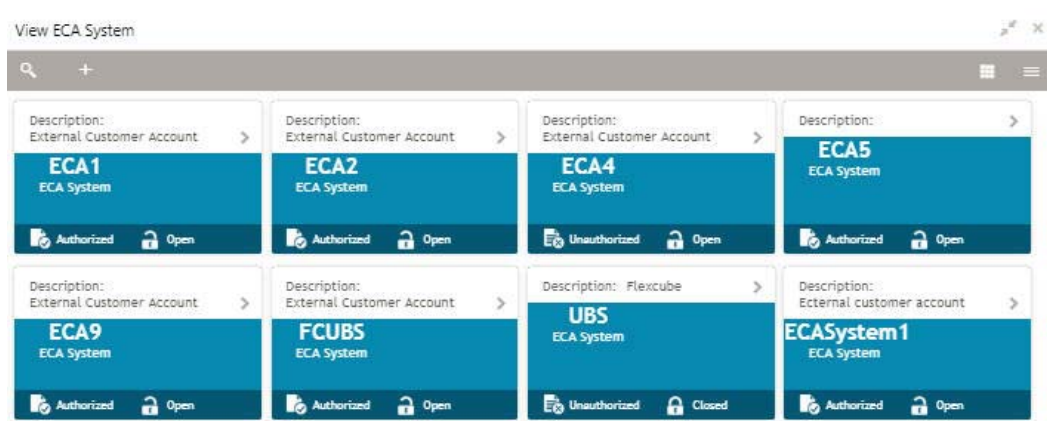 View ECA System
Description:
External Customer Account
ECA1
ECA System
Authorized Open
Description:
External Customer Account
ECA2
ECA System
Authorized Open
Description:
External Customer Account
ECA4
ECA System
Unauthorized Open
Description:
ECA5
ECA System
Authorized Open
Description:
External Customer Account
ECA9
ECA System
Authorized Open
Description:
External Customer Account
FCUBS
ECA System
Authorized Open
Description: Flexcube
UBS
ECA System
Unauthorized Closed
Description:
Ecternal customer account
ECASystem1
ECA System
Authorized Open